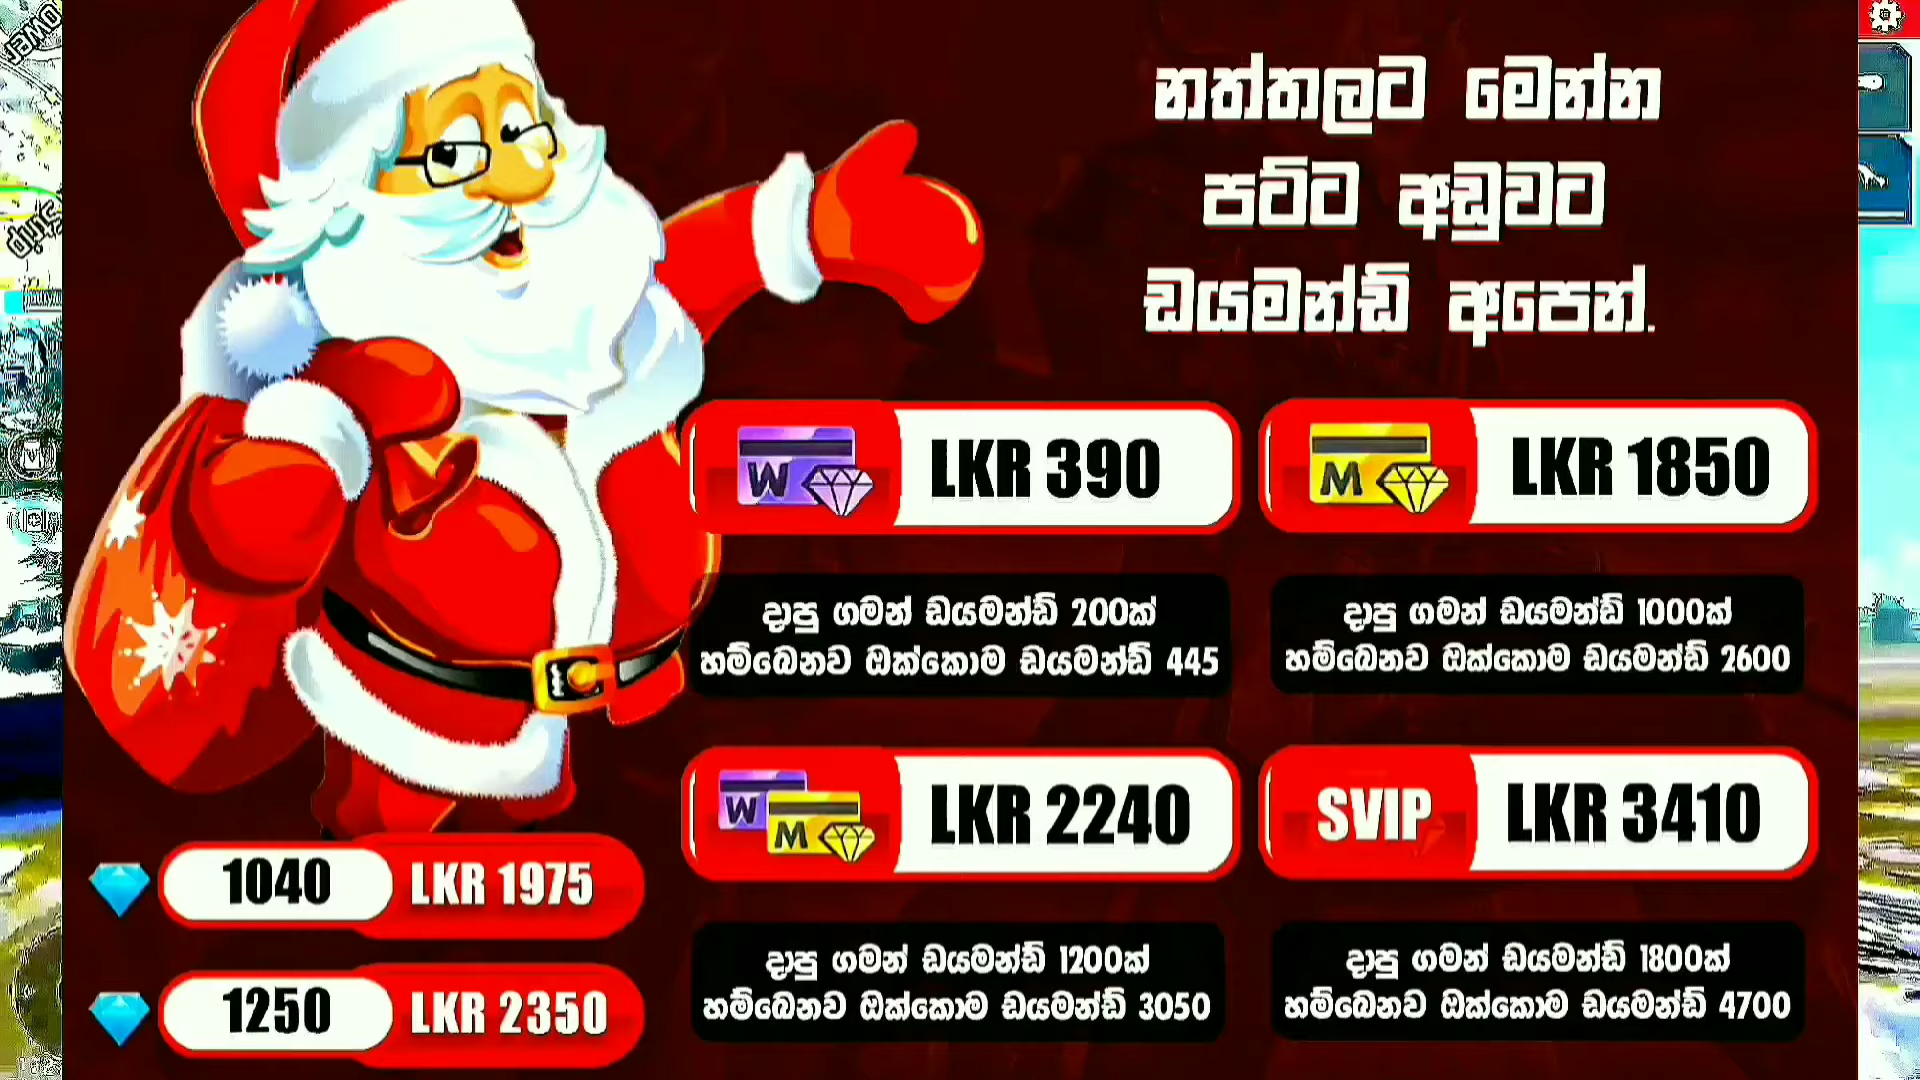 නත්තලට මෙන්න
පට්ට අඩුවට
ඩයමන්ඩ් අපෙන්.
W LKR 390
M LKR 1850
දාපු ගමන් ඩයමන්ඩ් 200ක්
හම්බෙනව ඔක්කොම ඩයමන්ඩ් 445
දාපු ගමන් ඩයමන්ඩ් 1000ක්
හම්බෙනව ඔක්කොම ඩයමන්ඩ් 2600
W M LKR 2240
SVIP LKR 3410
දාපු ගමන් ඩයමන්ඩ් 1200ක්
හම්බෙනව ඔක්කොම ඩයමන්ඩ් 3050
දාපු ගමන් ඩයමන්ඩ් 1800ක්
හම්බෙනව ඔක්කොම ඩයමන්ඩ් 4700
1040 LKR 1975
1250 LKR 2350